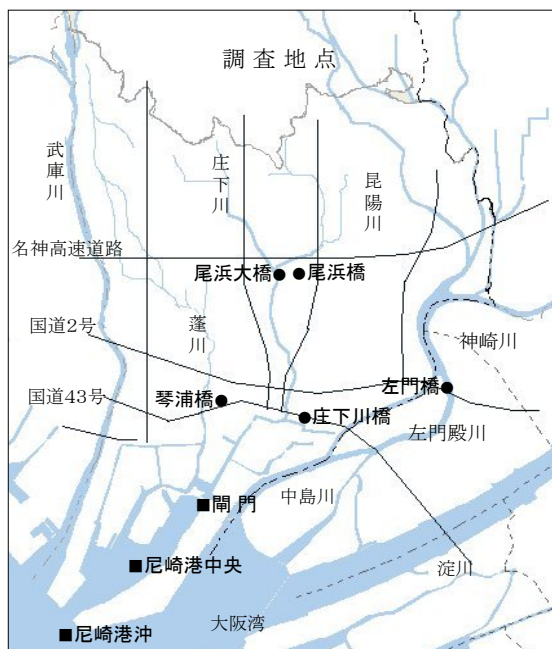 調査地点
武庫川
庄下川
昆陽川
名神高速道路
尾浜大橋
尾浜橋
国道2号
蓬川
神崎川
国道43号
琴浦橋
左門橋
庄下川橋
左門殿川
閘門
中島川
尼崎港中央
淀川
大阪湾
尼崎港沖